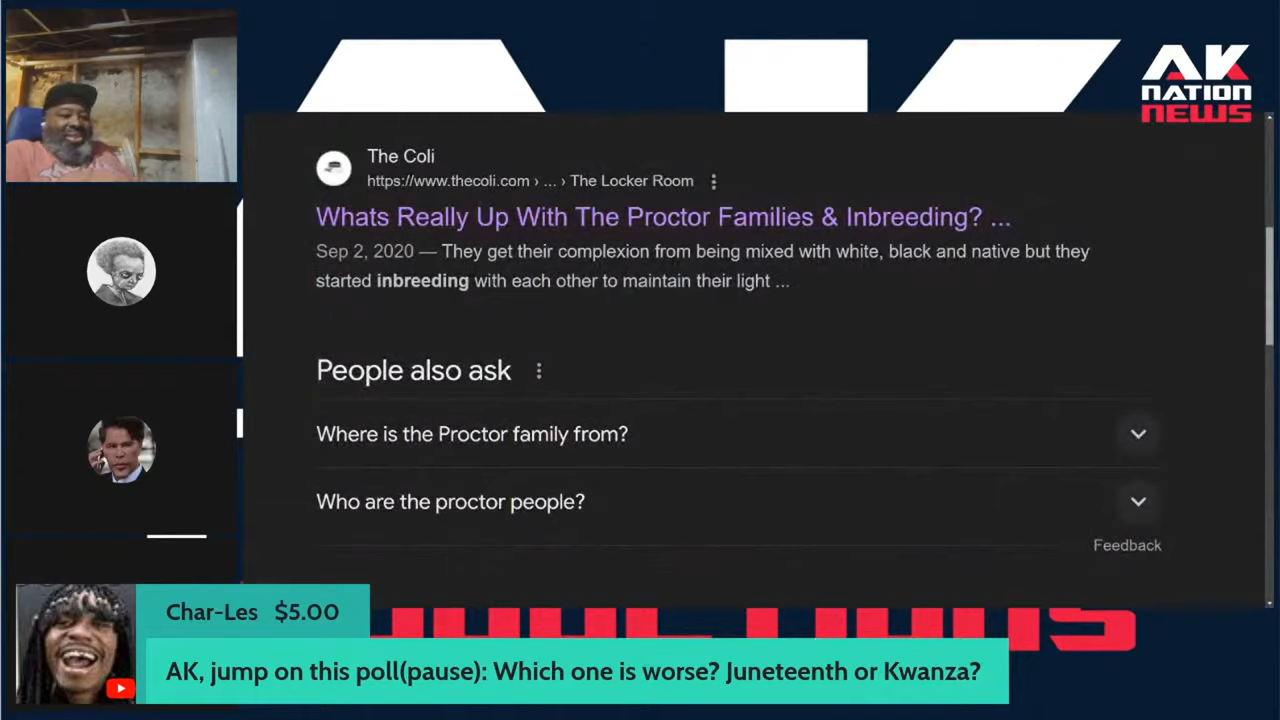 AK
NATION
NEWS
The Coli
https://www.thecoli.com › ... › The Locker Room
Whats Really Up With The Proctor Families & Inbreeding? ...
Sep 2, 2020 — They get their complexion from being mixed with white, black and native but they
started inbreeding with each other to maintain their light ...
People also ask
Where is the Proctor family from?
Who are the proctor people?
Feedback
Char-Les $5.00
AK, jump on this poll(pause): Which one is worse? Juneteenth or Kwanza?